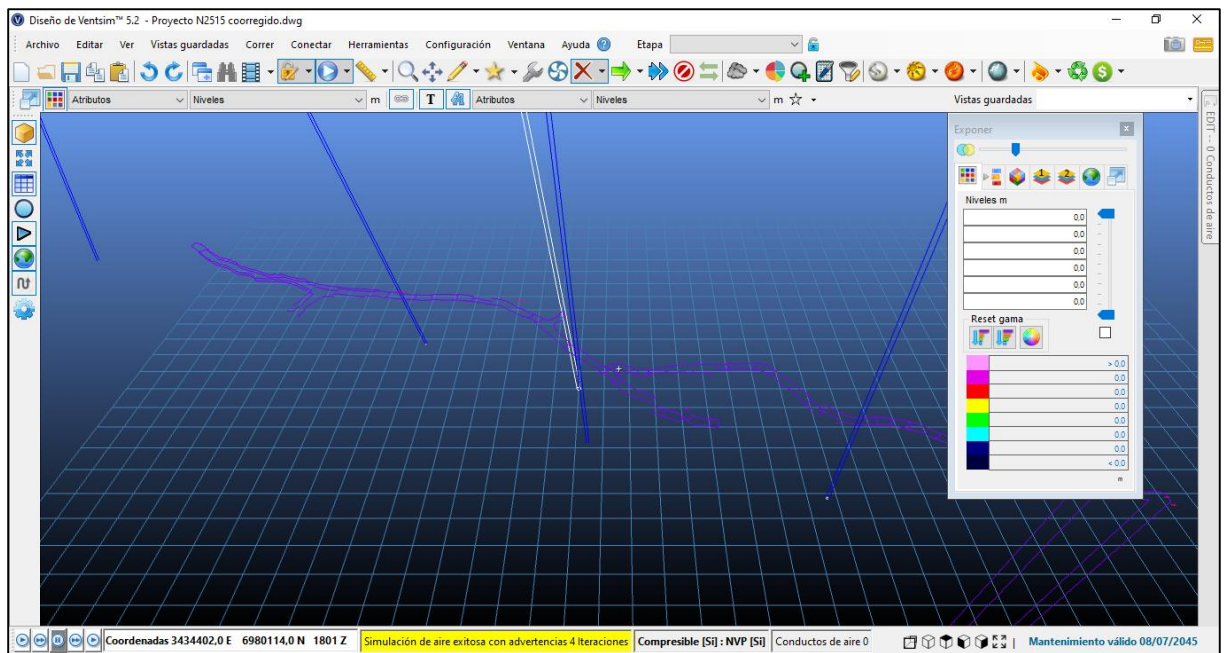 Diseño de Ventsim™ 5.2 - Proyecto N2515 coorregido.dwg
Archivo Editar Ver Vistas guardadas Correr Conectar Herramientas Configuración Ventana Ayuda Etapa
Atributos Niveles m T Atributos Niveles m Vistas guardadas
EDIT -- 0 Conductos de aire
Exponer
1 2
Niveles m
0,0
0,0
0,0
0,0
0,0
0,0
Reset gama
> 0,0
0,0
0,0
0,0
0,0
0,0
0,0
< 0,0
m
Coordenadas 3434402,0 E 6980114,0 N 1801 Z Simulación de aire exitosa con advertencias 4 Iteraciones Compresible [Si] : NVP [Si] Conductos de aire 0 Mantenimiento válido 08/07/2045